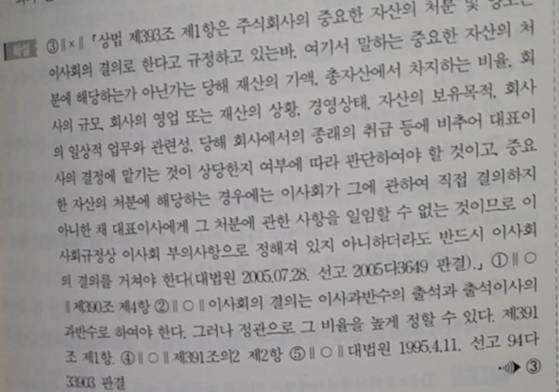 해설 ③∥×∥「상법 제393조 제1항은 주식회사의 중요한 자산의 처분 및 양도는
이사회의 결의로 한다고 규정하고 있는바, 여기서 말하는 중요한 자산의 처
분에 해당하는가 아닌가는 당해 재산의 가액, 총자산에서 차지하는 비율, 회
사의 규모, 회사의 영업 또는 재산의 상황, 경영상태, 자산의 보유목적, 회사
의 일상적 업무와 관련성, 당해 회사에서의 종래의 취급 등에 비추어 대표이
사의 결정에 맡기는 것이 상당한지 여부에 따라 판단하여야 할 것이고, 중요
한 자산의 처분에 해당하는 경우에는 이사회가 그에 관하여 직접 결의하지
아니한 채 대표이사에게 그 처분에 관한 사항을 일임할 수 없는 것이므로 이
사회규정상 이사회 부의사항으로 정해져 있지 아니하더라도 반드시 이사회
의 결의를 거쳐야 한다(대법원 2005.07.28. 선고 2005다3649 판결).」 ①∥○
∥제390조 제4항 ②∥○∥이사회의 결의는 이사과반수의 출석과 출석이사의
과반수로 하여야 한다. 그러나 정관으로 그 비율을 높게 정할 수 있다. 제391
조 제1항. ④∥○∥제391조의2 제2항 ⑤∥○∥대법원 1995.4.11. 선고 94다
33903 판결
③